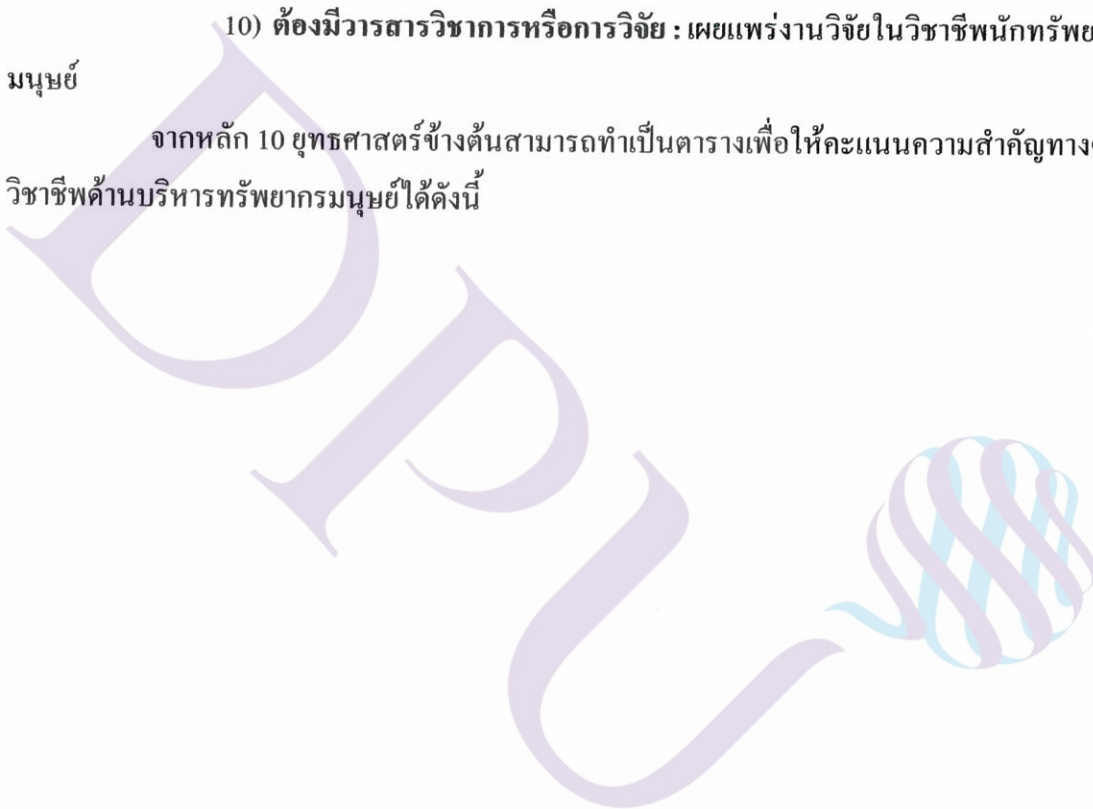 10) ต้องมีวารสารวิชาการหรือการวิจัย : เผยแพร่งานวิจัยในวิชาชีพนักทรัพย
มนุษย์
จากหลัก 10 ยุทธศาสตร์ข้างต้นสามารถทำเป็นตารางเพื่อให้คะแนนความสำคัญทาง
วิชาชีพด้านบริหารทรัพยากรมนุษย์ได้ดังนี้
DPU